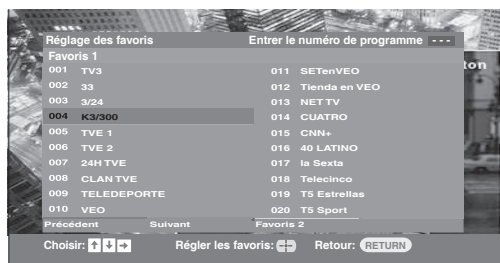 Réglage des favoris Entrer le numéro de programme ---
Favoris 1
001 TV3 011 SETenVEO
002 33 012 Tienda en VEO
003 3/24 013 NET TV
004 K3/300 014 CUATRO
005 TVE 1 015 CNN+
006 TVE 2 016 40 LATINO
007 24H TVE 017 la Sexta
008 CLAN TVE 018 Telecinco
009 TELEDEPORTE 019 T5 Estrellas
010 VEO 020 T5 Sport
Précédent Suivant Favoris 2
Choisir: ↑ ↓ → Régler les favoris: Retour: RETURN